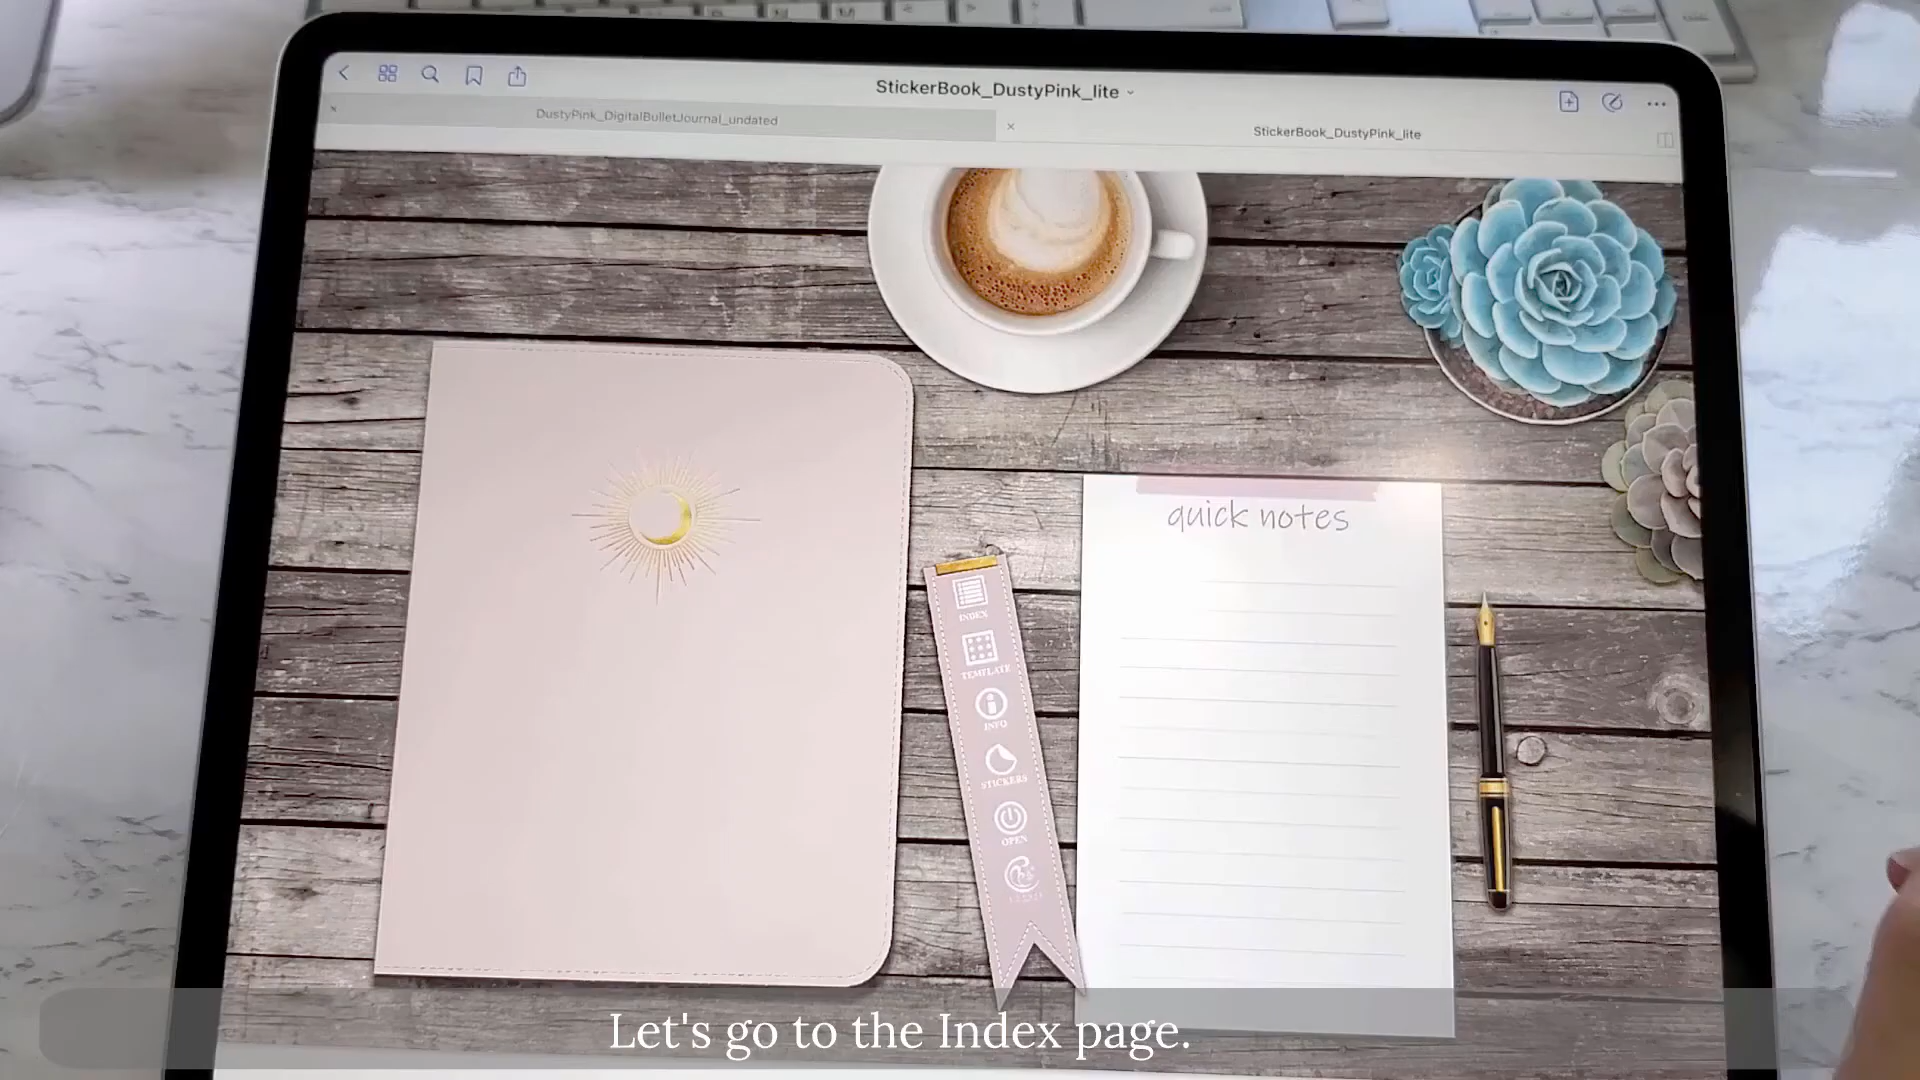 StickerBook_DustyPink_lite
DustyPink_DigitalBulletJournal_undated
StickerBook_DustyPink_lite
quick notes
INDEX
TEMPLATE
INFO
STICKERS
OPEN
Let's go to the Index page.